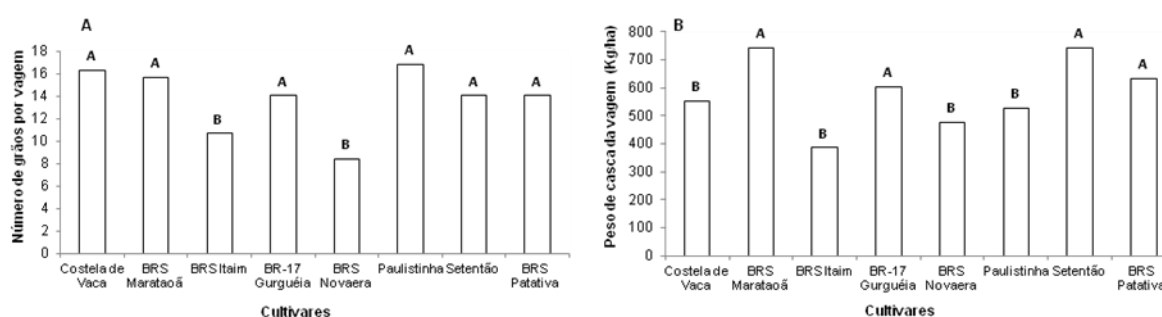 A
Número de grãos por vagem
18
16
14
12
10
8
6
4
2
0
A
A
B
A
B
A
A
A
Costela de Vaca
BRS Marataoã
BRS Itaim
BR-17 Gurguéia
BRS Novaera
Paulistinha
Setentão
BRS Patativa
Cultivares
B
Peso de casca da vagem (Kg/ha)
800
700
600
500
400
300
200
100
0
B
A
B
A
B
B
A
A
Costela de Vaca
BRS Marataoã
BRS Itaim
BR-17 Gurguéia
BRS Novaera
Paulistinha
Setentão
BRS Patativa
Cultivares